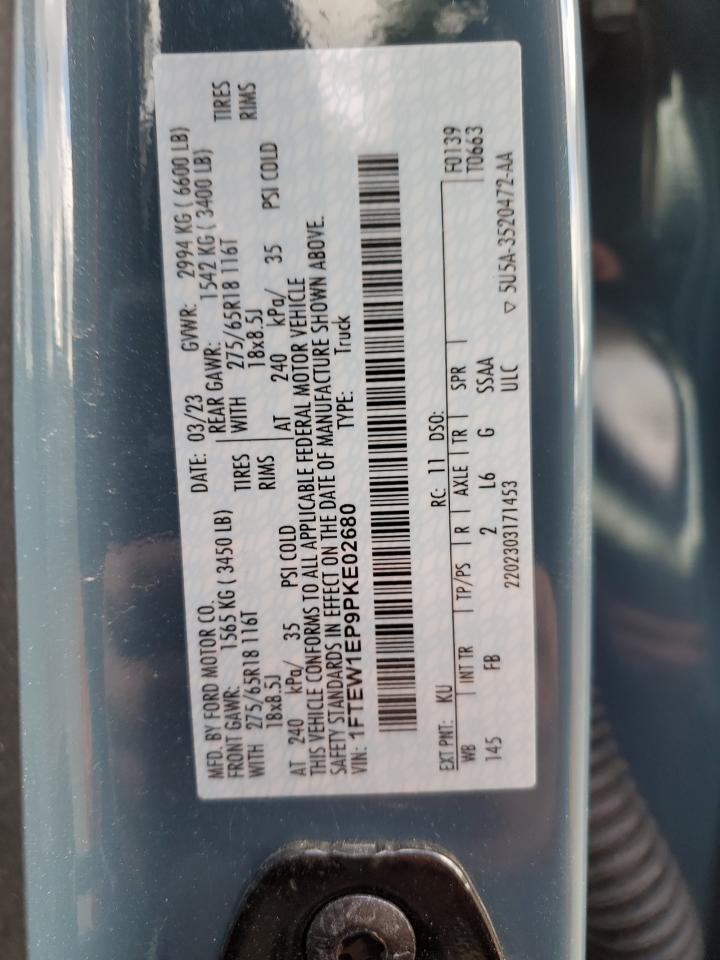 MFD. BY FORD MOTOR CO. DATE: 03/23 GVWR: 2994 KG ( 6600 LB)
FRONT GAWR: 1565 KG ( 3450 LB) REAR GAWR: 1542 KG ( 3400 LB)
WITH 275/65R18 116T TIRES WITH 275/65R18 116T TIRES
18x8.5J RIMS 18x8.5J RIMS
AT 240 kPa/ 35 PSI COLD AT 240 kPa/ 35 PSI COLD
THIS VEHICLE CONFORMS TO ALL APPLICABLE FEDERAL MOTOR VEHICLE
SAFETY STANDARDS IN EFFECT ON THE DATE OF MANUFACTURE SHOWN ABOVE.
VIN: 1FTEW1EP9PKE02680 TYPE: Truck
EXT PNT: KU RC: 11 DSO: F0139
WB INT TR TP/PS R AXLE TR SPR T0663
145 FB 2 L6 G SSAA
2202303171453 ULC ▽ 5U5A-3520472-AA